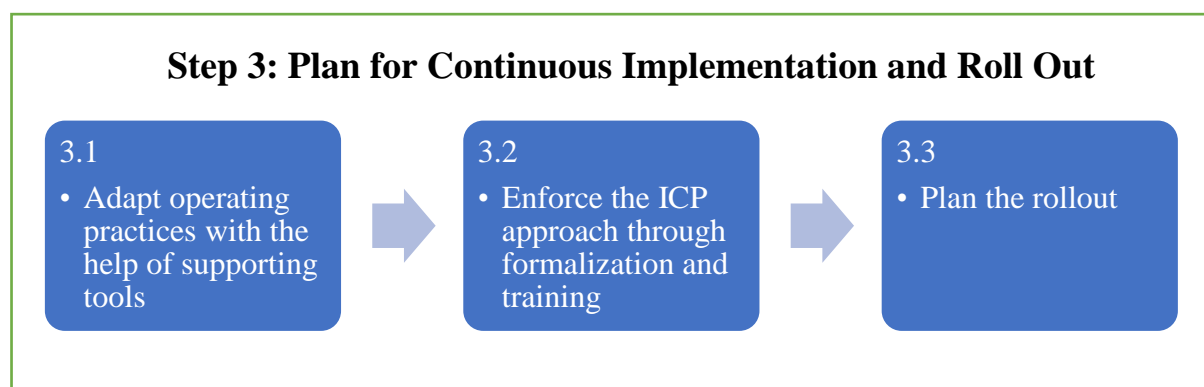 Step 3: Plan for Continuous Implementation and Roll Out
3.1
• Adapt operating
practices with the
help of supporting
tools
3.2
• Enforce the ICP
approach through
formalization and
training
3.3
• Plan the rollout